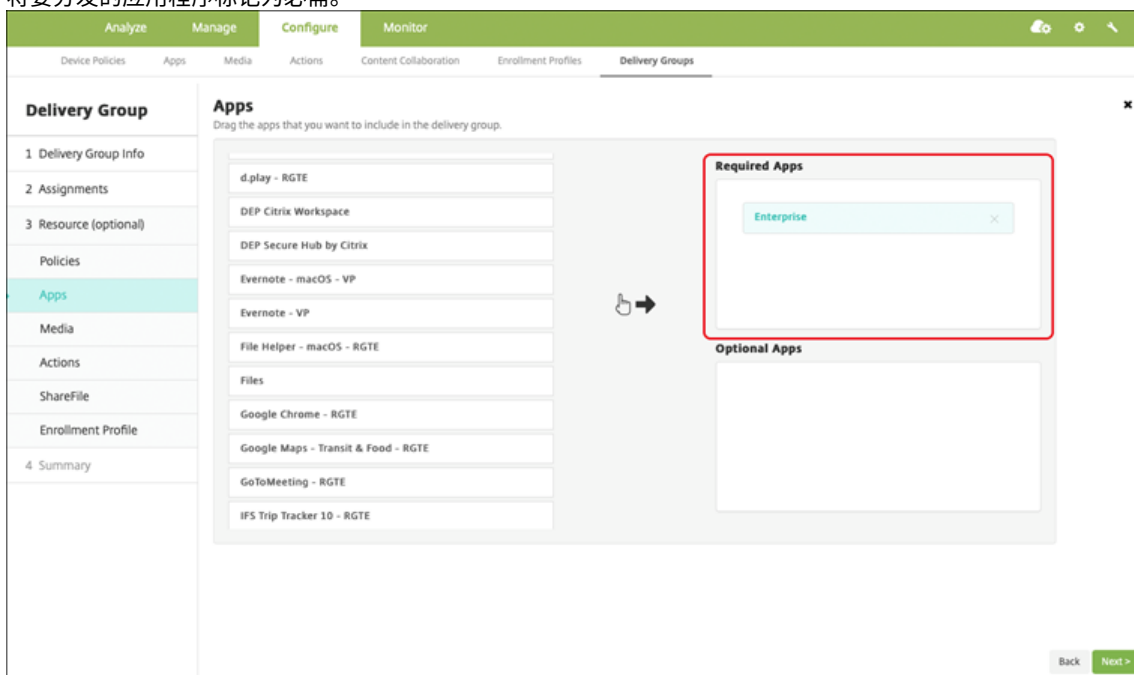 将要分发的应用程序标记为必需。
Analyze Manage Configure Monitor
Device Policies Apps Media Actions Content Collaboration Enrollment Profiles Delivery Groups
Delivery Group
1 Delivery Group Info
2 Assignments
3 Resource (optional)
Policies
Apps
Media
Actions
ShareFile
Enrollment Profile
4 Summary
Apps
Drag the apps that you want to include in the delivery group.
d.play - RGTE
DEP Citrix Workspace
DEP Secure Hub by Citrix
Evernote - macOS - VP
Evernote - VP
File Helper - macOS - RGTE
Files
Google Chrome - RGTE
Google Maps - Transit & Food - RGTE
GoToMeeting - RGTE
IFS Trip Tracker 10 - RGTE
Required Apps
Enterprise
Optional Apps
Back Next >